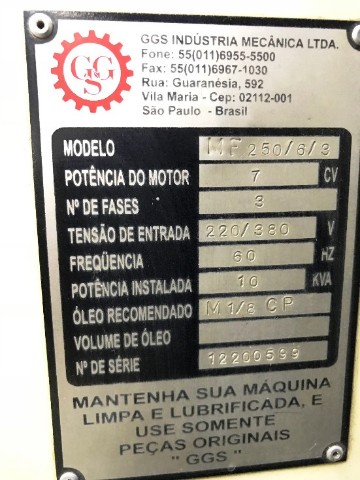 GGS
GGS INDÚSTRIA MECÂNICA LTDA.
Fone: 55(011)6955-5500
Fax: 55(011)6967-1030
Rua: Guaranésia, 592
Vila Maria - Cep: 02112-001
São Paulo - Brasil
MODELO 250/6/3
POTÊNCIA DO MOTOR 7 CV
Nº DE FASES 3
TENSÃO DE ENTRADA 220/380 V
FREQÜENCIA 60 HZ
POTÊNCIA INSTALADA 10 KVA
ÓLEO RECOMENDADO M 1/8 CP
VOLUME DE ÓLEO
Nº DE SÉRIE 12200599
MANTENHA SUA MÁQUINA
LIMPA E LUBRIFICADA, E
USE SOMENTE
PEÇAS ORIGINAIS
" GGS "